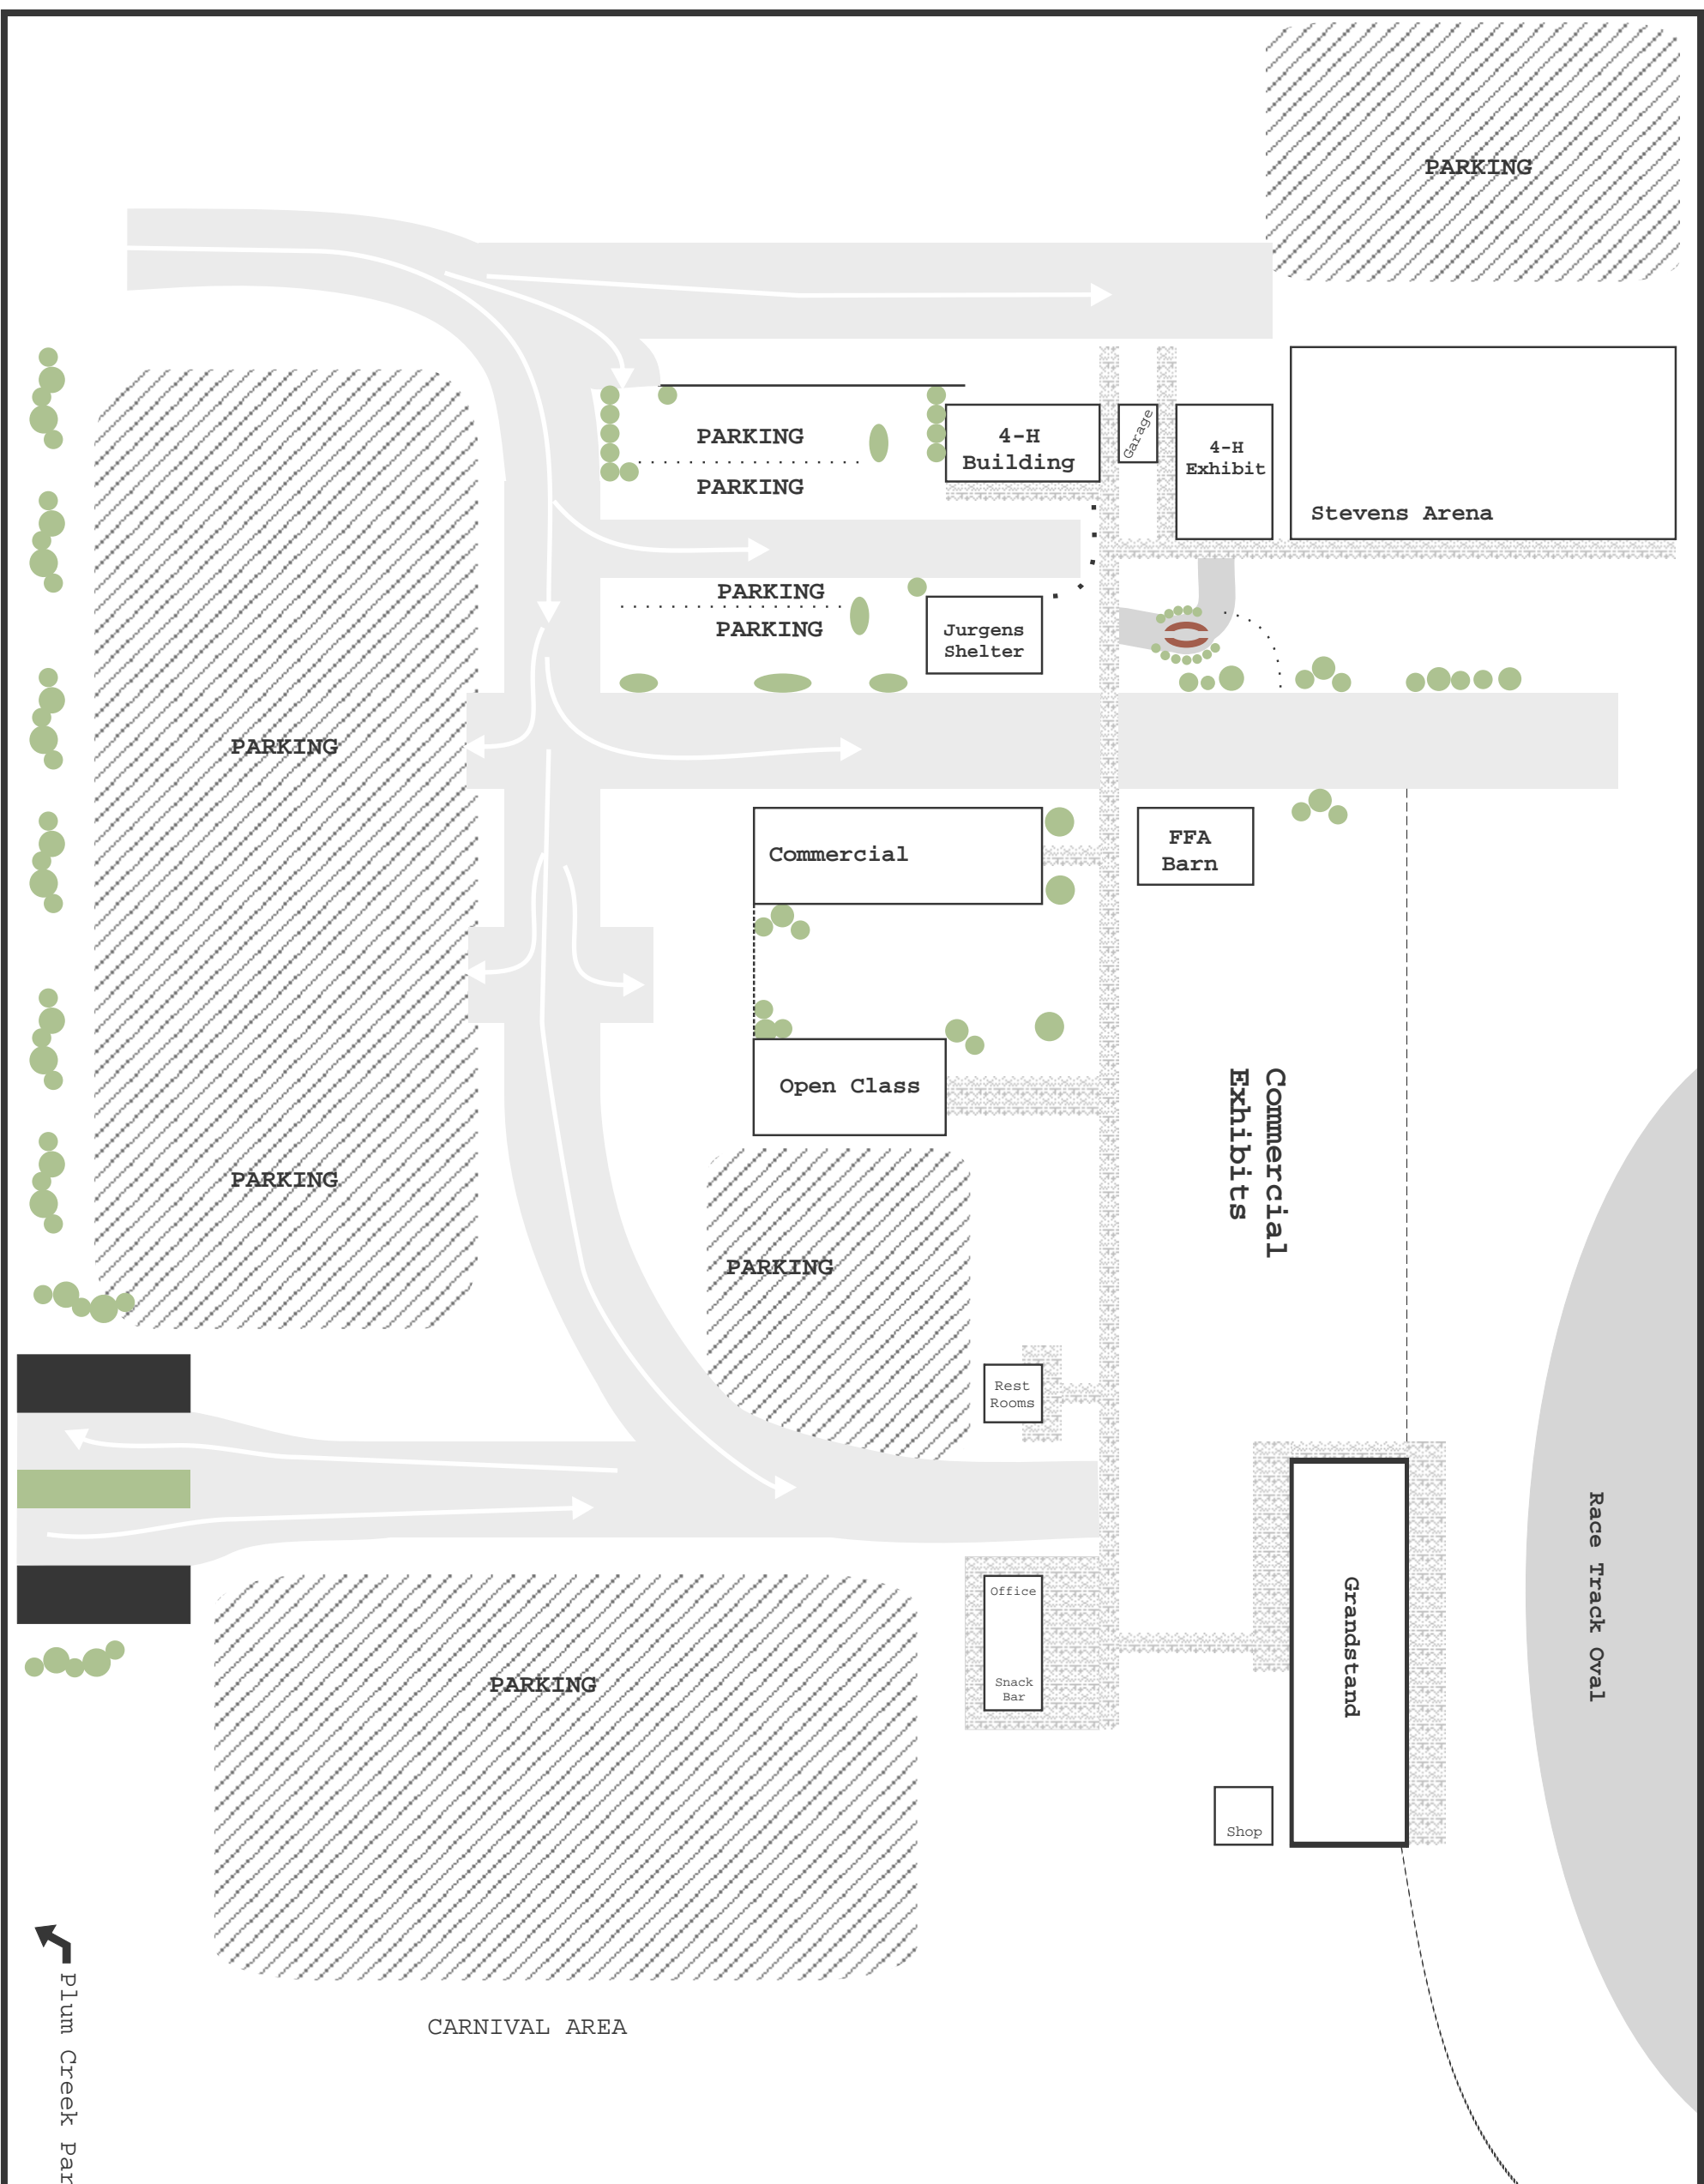 PARKING
PARKING
4-H
Building
Garage
4-H
Exhibit
PARKING
Stevens Arena
PARKING
PARKING
Jurgens
Shelter
PARKING
Commercial
FFA
Barn
Open Class
Commercial
Exhibits
PARKING
PARKING
Rest
Rooms
Race Track Oval
Office
Snack
Bar
Grandstand
PARKING
Shop
Plum Creek Par
CARNIVAL AREA